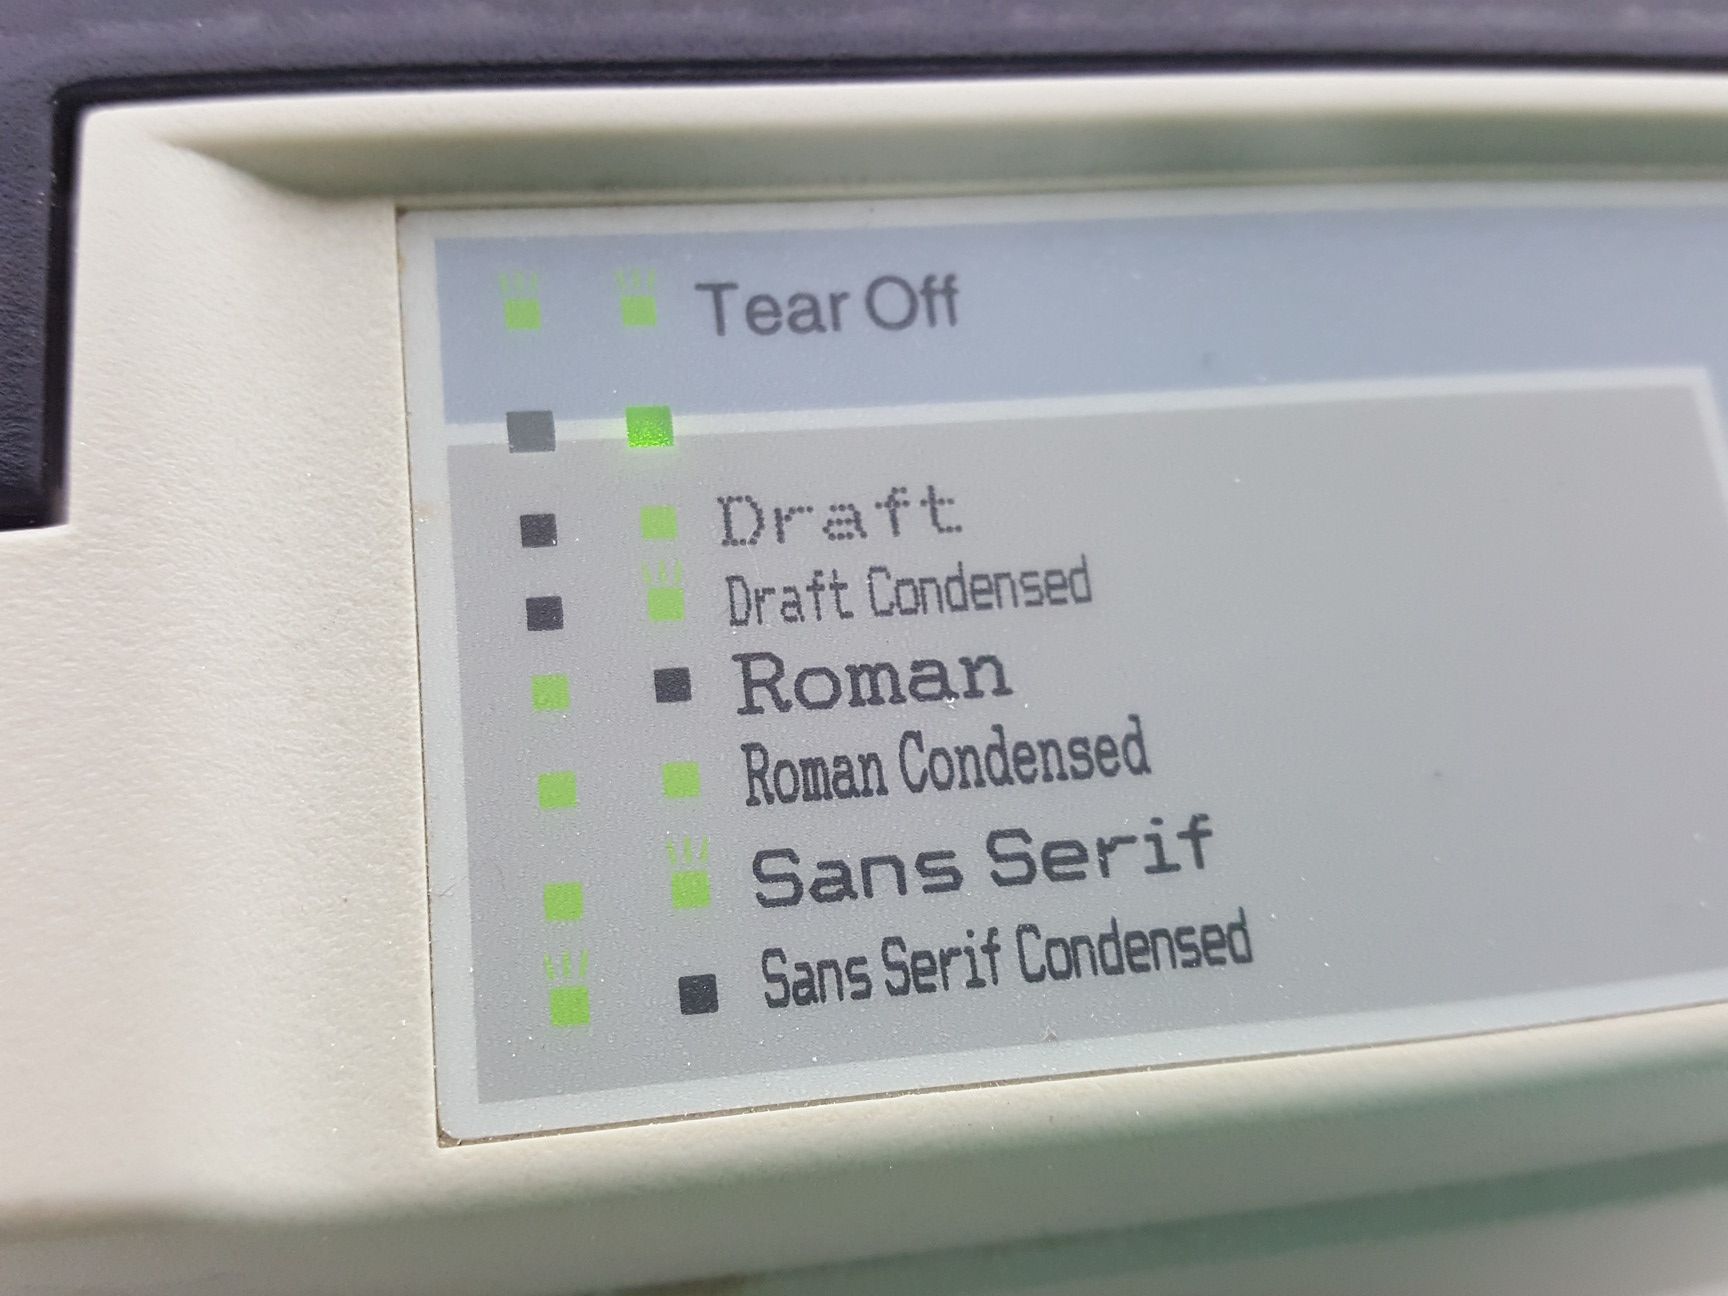 Tear Off
Draft
Draft Condensed
Roman
Roman Condensed
Sans Serif
Sans Serif Condensed